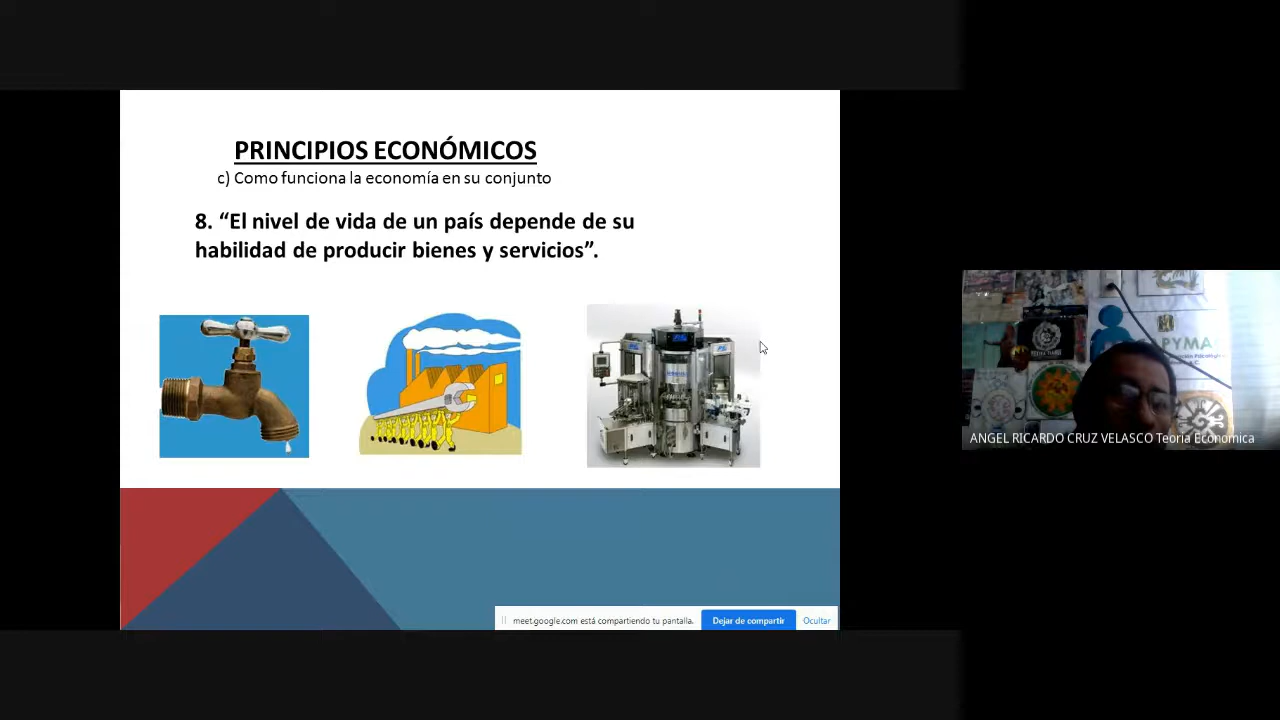 PRINCIPIOS ECONÓMICOS
c) Como funciona la economía en su conjunto
8. “El nivel de vida de un país depende de su
habilidad de producir bienes y servicios”.
meet.google.com está compartiendo tu pantalla.
Dejar de compartir
Ocultar
PYMA
ANGEL RICARDO CRUZ VELASCO Teoria Economica